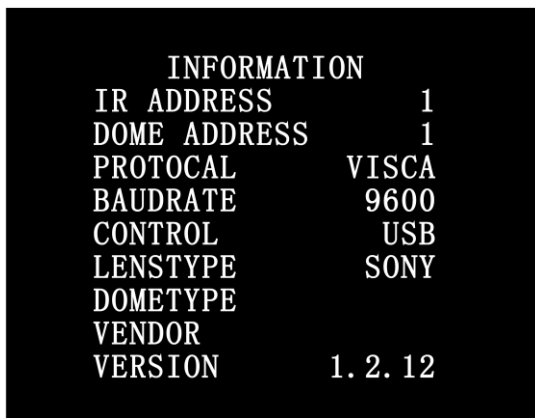 INFORMATION
IR ADDRESS 1
DOME ADDRESS 1
PROTOCAL VISCA
BAUDRATE 9600
CONTROL USB
LENSTYPE SONY
DOMETYPE
VENDOR
VERSION 1.2.12